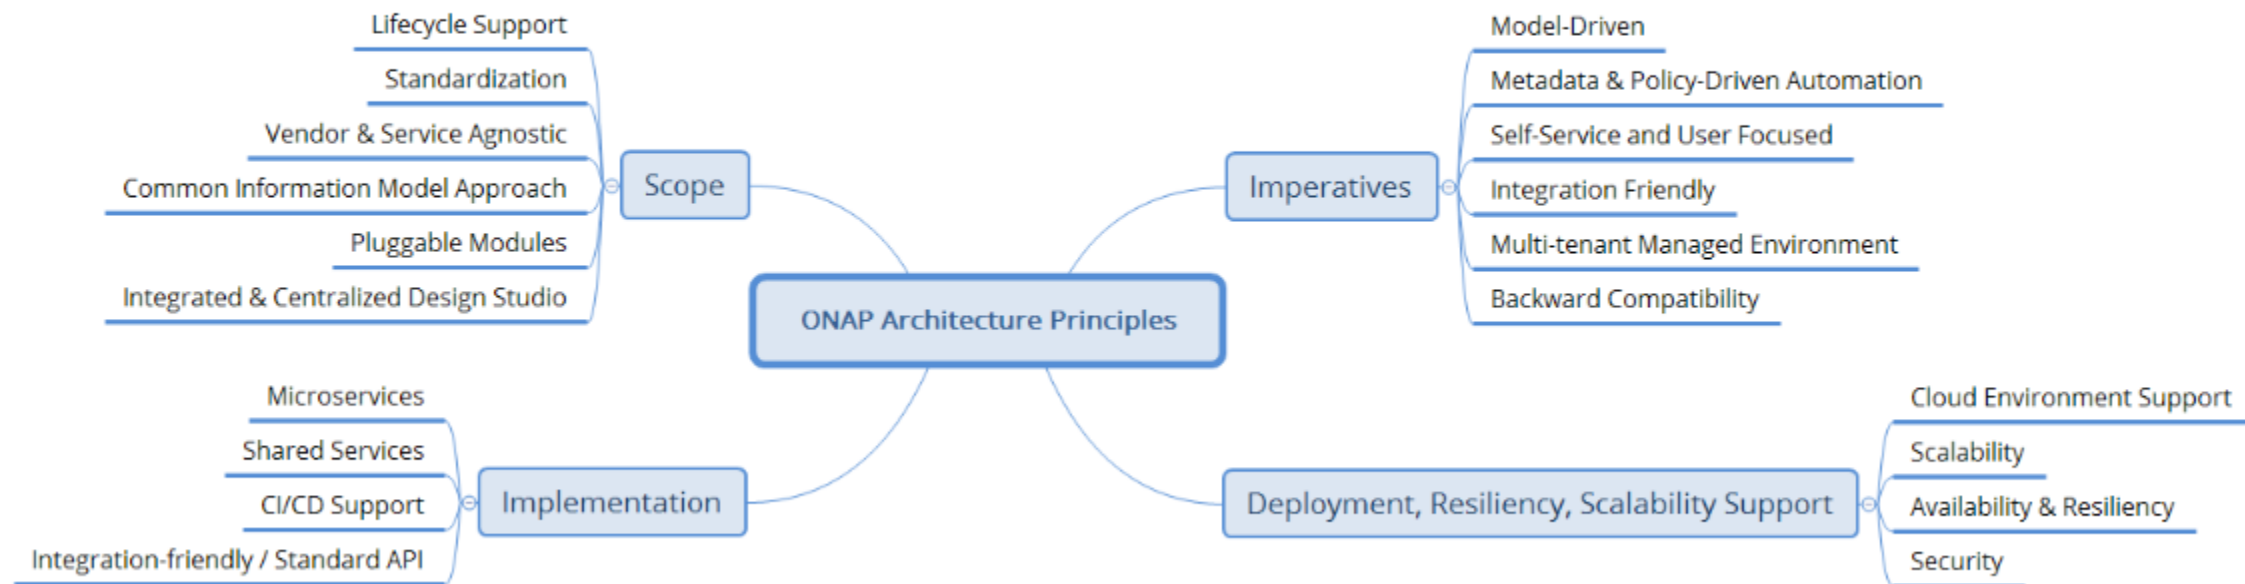 Lifecycle Support
Standardization
Vendor & Service Agnostic
Common Information Model Approach
Pluggable Modules
Integrated & Centralized Design Studio
Scope
Model-Driven
Metadata & Policy-Driven Automation
Self-Service and User Focused
Integration Friendly
Multi-tenant Managed Environment
Backward Compatibility
Imperatives
ONAP Architecture Principles
Microservices
Shared Services
CI/CD Support
Integration-friendly / Standard API
Implementation
Deployment, Resiliency, Scalability Support
Cloud Environment Support
Scalability
Availability & Resiliency
Security